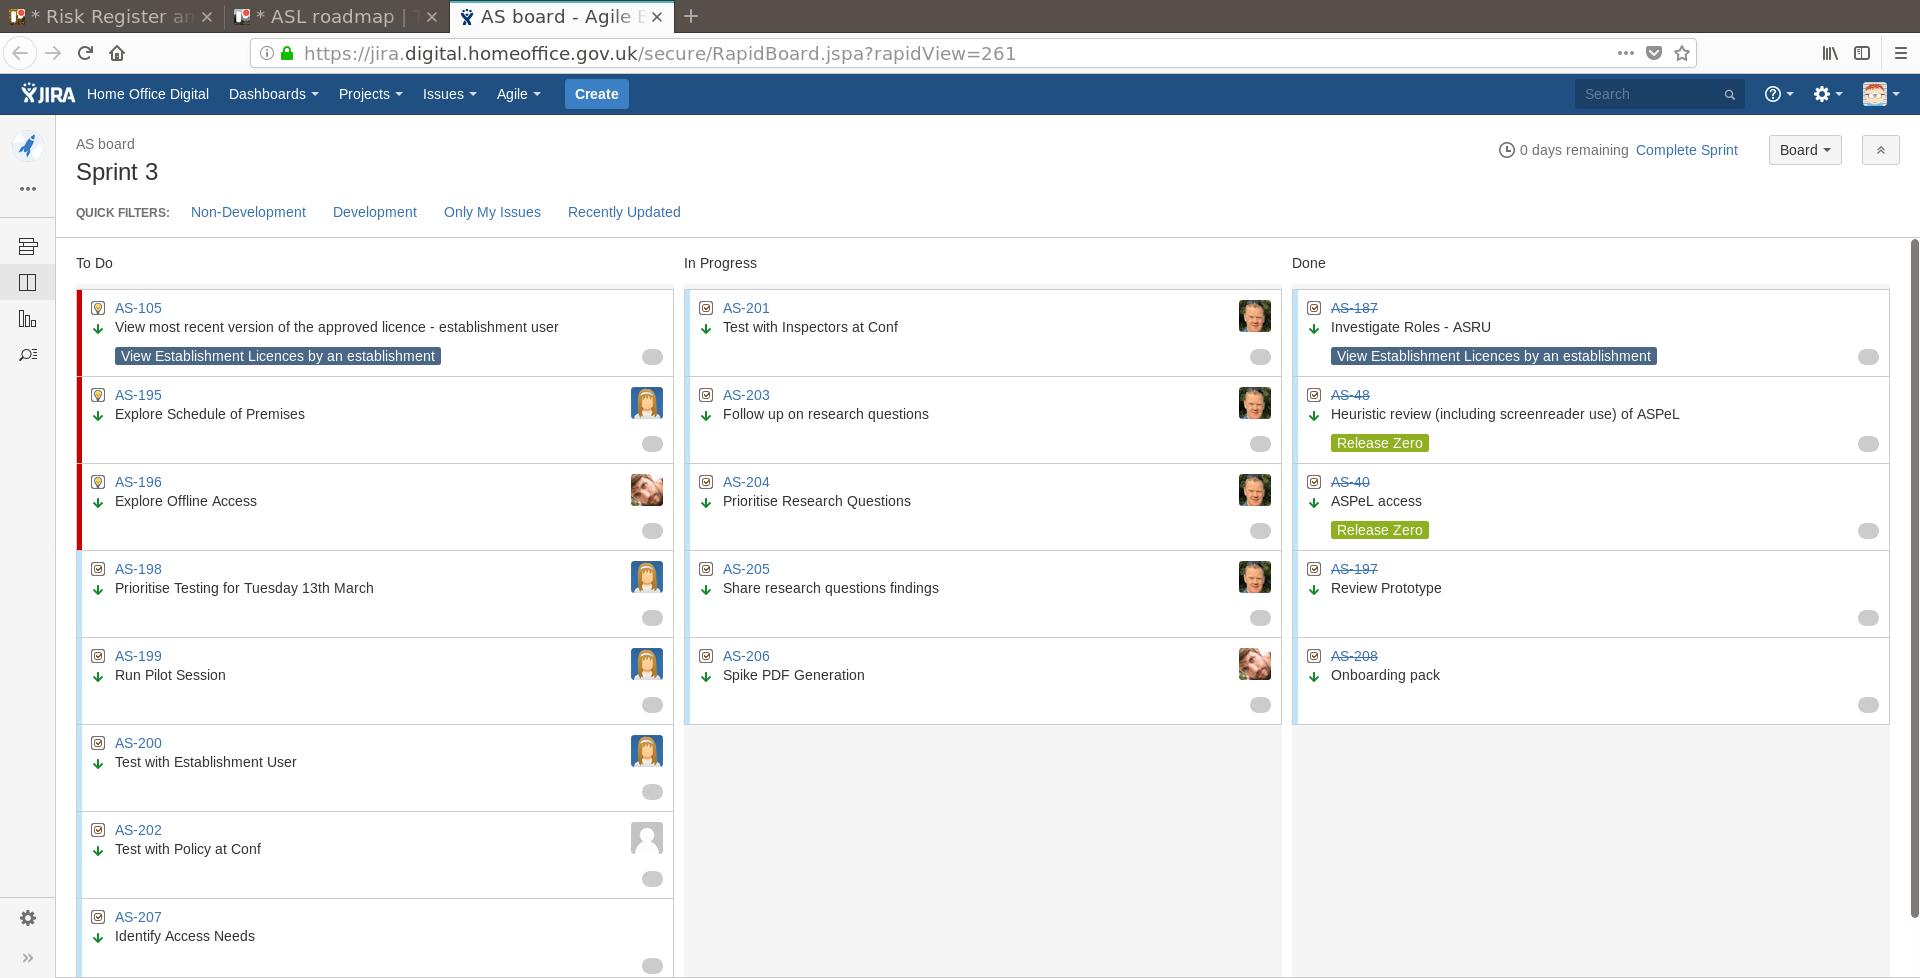 * Risk Register an
* ASL roadmap | T
AS board - Agile B
https://jira.digital.homeoffice.gov.uk/secure/RapidBoard.jspa?rapidView=261
JIRA Home Office Digital Dashboards Projects Issues Agile Create Search
AS board
Sprint 3
0 days remaining Complete Sprint Board
QUICK FILTERS: Non-Development Development Only My Issues Recently Updated
To Do
AS-105
View most recent version of the approved licence - establishment user
View Establishment Licences by an establishment
AS-195
Explore Schedule of Premises
AS-196
Explore Offline Access
AS-198
Prioritise Testing for Tuesday 13th March
AS-199
Run Pilot Session
AS-200
Test with Establishment User
AS-202
Test with Policy at Conf
AS-207
Identify Access Needs
In Progress
AS-201
Test with Inspectors at Conf
AS-203
Follow up on research questions
AS-204
Prioritise Research Questions
AS-205
Share research questions findings
AS-206
Spike PDF Generation
Done
AS-187
Investigate Roles - ASRU
View Establishment Licences by an establishment
AS-48
Heuristic review (including screenreader use) of ASPeL
Release Zero
AS-40
ASPeL access
Release Zero
AS-197
Review Prototype
AS-208
Onboarding pack